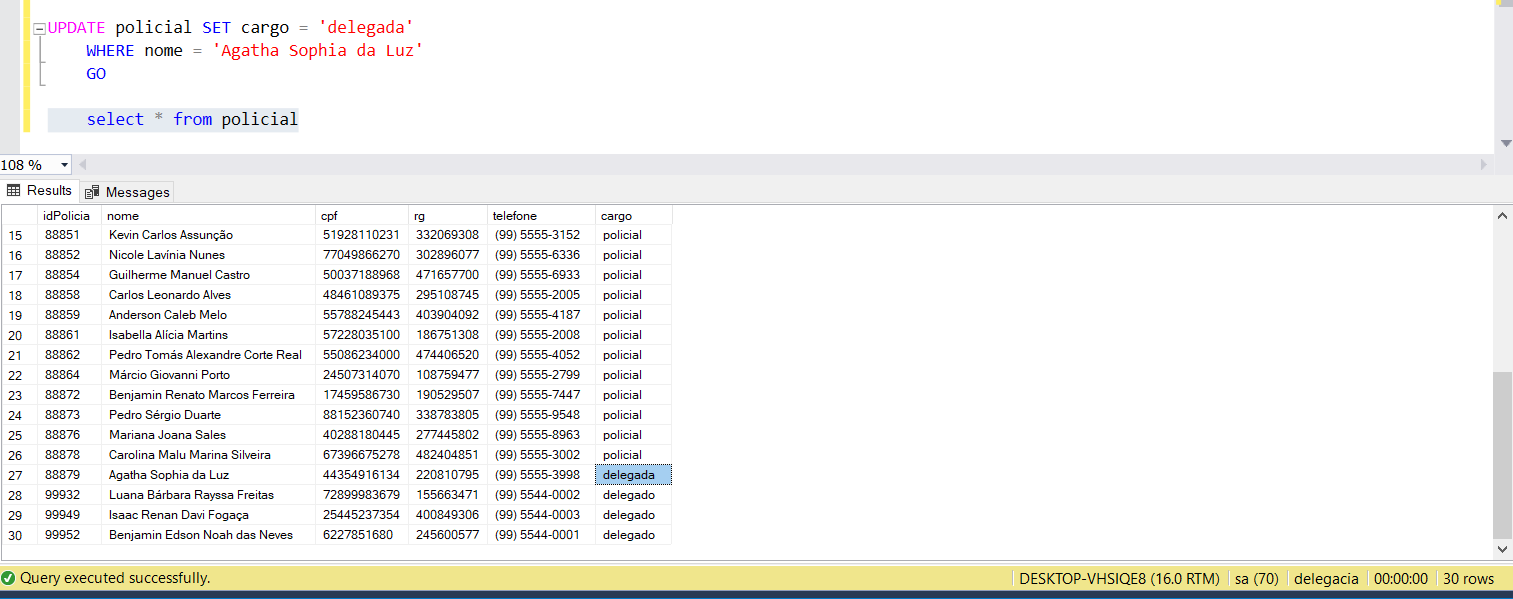 UPDATE policial SET cargo = 'delegada'
WHERE nome = 'Agatha Sophia da Luz'
GO
select * from policial
108 %
Results Messages
idPolicia nome cpf rg telefone cargo
15 88851 Kevin Carlos Assunção 51928110231 332069308 (99) 5555-3152 policial
16 88852 Nicole Lavínia Nunes 77049866270 302896077 (99) 5555-6336 policial
17 88854 Guilherme Manuel Castro 50037188968 471657700 (99) 5555-6933 policial
18 88858 Carlos Leonardo Alves 48461089375 295108745 (99) 5555-2005 policial
19 88859 Anderson Caleb Melo 55788245443 403904092 (99) 5555-4187 policial
20 88861 Isabella Alícia Martins 57228035100 186751308 (99) 5555-2008 policial
21 88862 Pedro Tomás Alexandre Corte Real 55086234000 474406520 (99) 5555-4052 policial
22 88864 Márcio Giovanni Porto 24507314070 108759477 (99) 5555-2799 policial
23 88872 Benjamin Renato Marcos Ferreira 17459586730 190529507 (99) 5555-7447 policial
24 88873 Pedro Sérgio Duarte 88152360740 338783805 (99) 5555-9548 policial
25 88876 Mariana Joana Sales 40288180445 277445802 (99) 5555-8963 policial
26 88878 Carolina Malu Marina Silveira 67396675278 482404851 (99) 5555-3002 policial
27 88879 Agatha Sophia da Luz 44354916134 220810795 (99) 5555-3998 delegada
28 99932 Luana Bárbara Rayssa Freitas 72899983679 155663471 (99) 5544-0002 delegado
29 99949 Isaac Renan Davi Fogaça 25445237354 400849306 (99) 5544-0003 delegado
30 99952 Benjamin Edson Noah das Neves 6227851680 245600577 (99) 5544-0001 delegado
Query executed successfully. DESKTOP-VHSIQE8 (16.0 RTM) sa (70) delegacia 00:00:00 30 rows